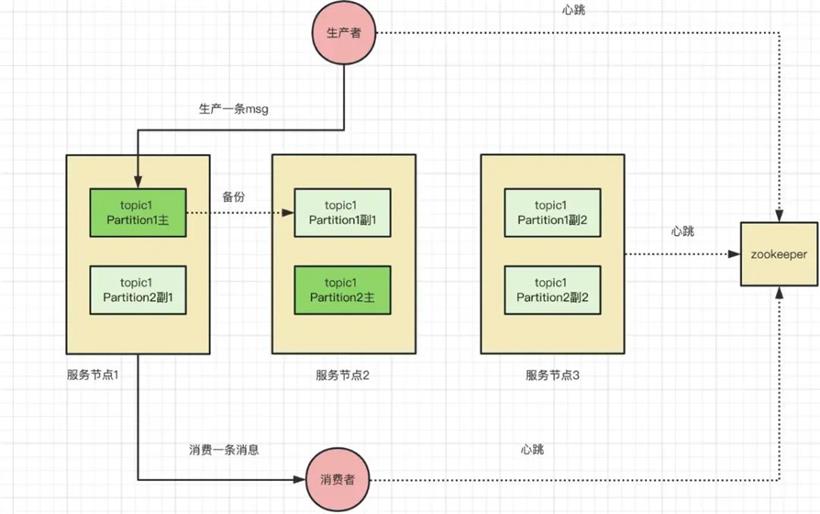 心跳
生产者
生产一条msg
topic1
Partition1主
备份
topic1
Partition1副1
topic1
Partition1副2
心跳
zookeeper
topic1
Partition2副1
topic1
Partition2主
topic1
Partition2副2
服务节点1
服务节点2
服务节点3
消费一条消息
心跳
消费者